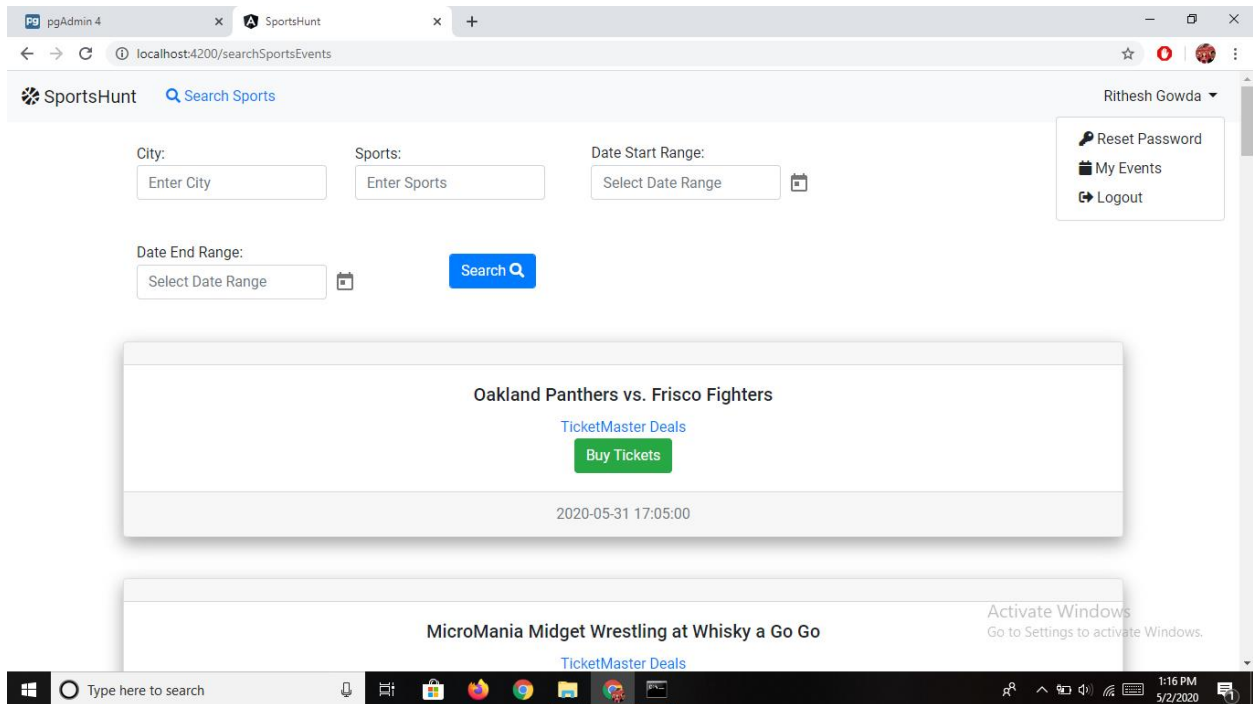 pgAdmin 4
SportsHunt
localhost:4200/searchSportsEvents
SportsHunt Search Sports Rithesh Gowda
Reset Password
My Events
Logout
City: Sports: Date Start Range:
Enter City Enter Sports Select Date Range
Date End Range:
Select Date Range Search
Oakland Panthers vs. Frisco Fighters
TicketMaster Deals
Buy Tickets
2020-05-31 17:05:00
MicroMania Midget Wrestling at Whisky a Go Go
TicketMaster Deals
Activate Windows
Go to Settings to activate Windows.
Type here to search
1:16 PM
5/2/2020